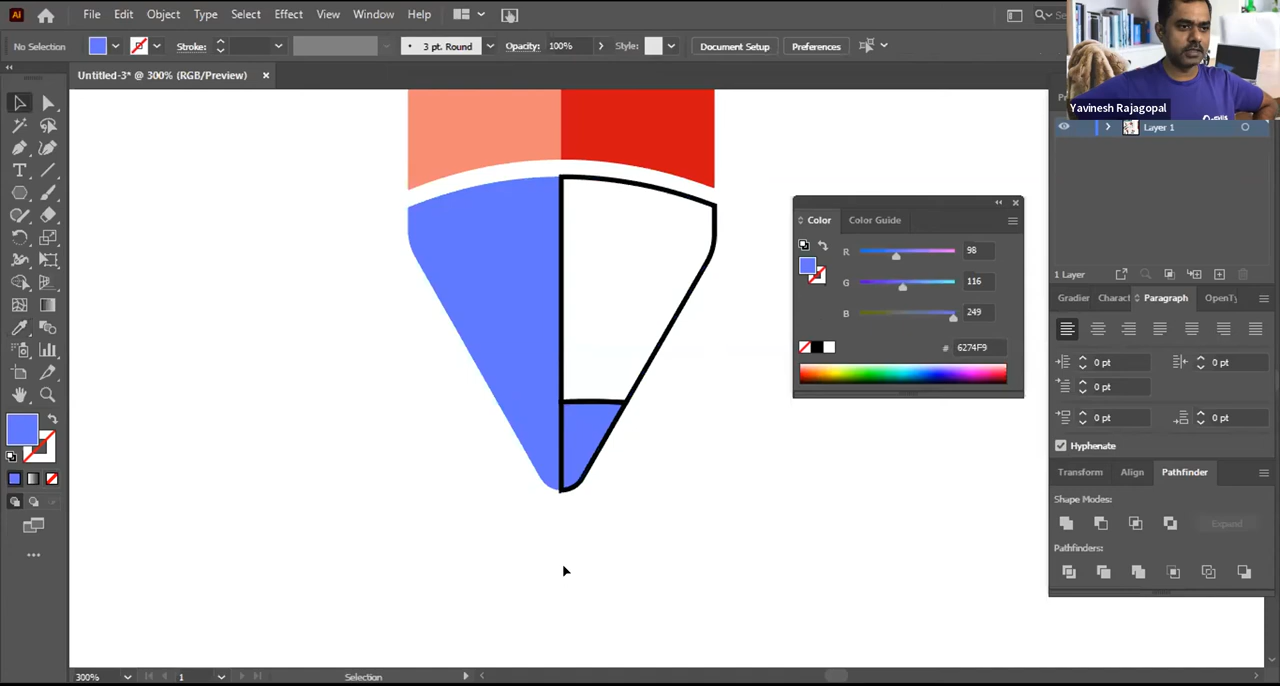 Ai File Edit Object Type Select Effect View Window Help
No Selection Stroke: 3 pt. Round Opacity: 100% Style: Document Setup Preferences
Untitled-3* @ 300% (RGB/Preview) ×
Yavinesh Rajagopal
Layer 1
Color Color Guide
R 98
G 116
B 249
# 6274F9
1 Layer
Gradier Charact Paragraph OpenTy
0 pt 0 pt
0 pt
0 pt 0 pt
Hyphenate
Transform Align Pathfinder
Shape Modes:
Expand
Pathfinders:
300% 1 Selection